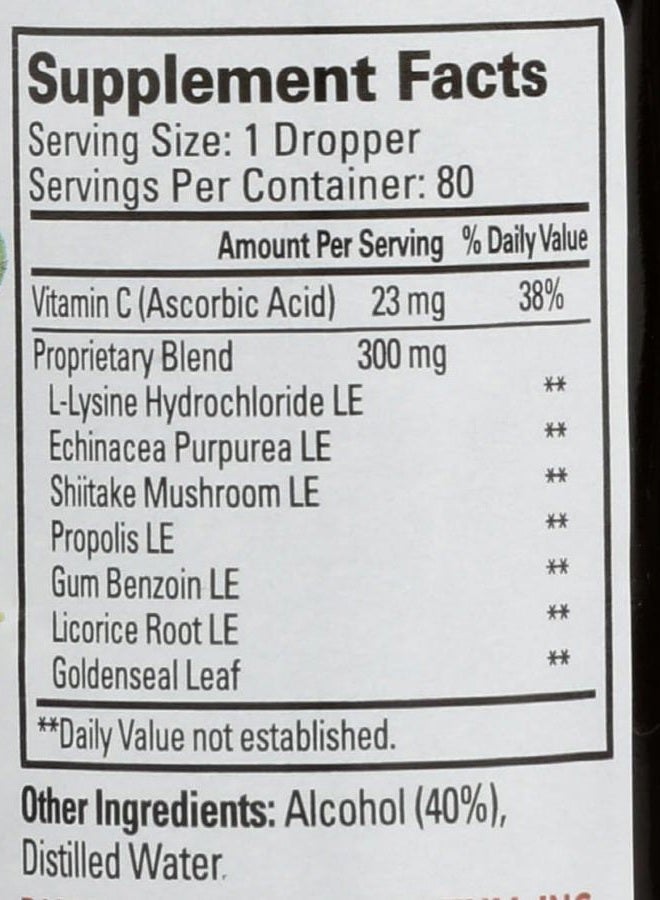 Supplement Facts
Serving Size: 1 Dropper
Servings Per Container: 80
Amount Per Serving % Daily Value
Vitamin C (Ascorbic Acid) 23 mg 38%
Proprietary Blend 300 mg
L-Lysine Hydrochloride LE **
Echinacea Purpurea LE **
Shiitake Mushroom LE **
Propolis LE **
Gum Benzoin LE **
Licorice Root LE **
Goldenseal Leaf **
**Daily Value not established.
Other Ingredients: Alcohol (40%),
Distilled Water.